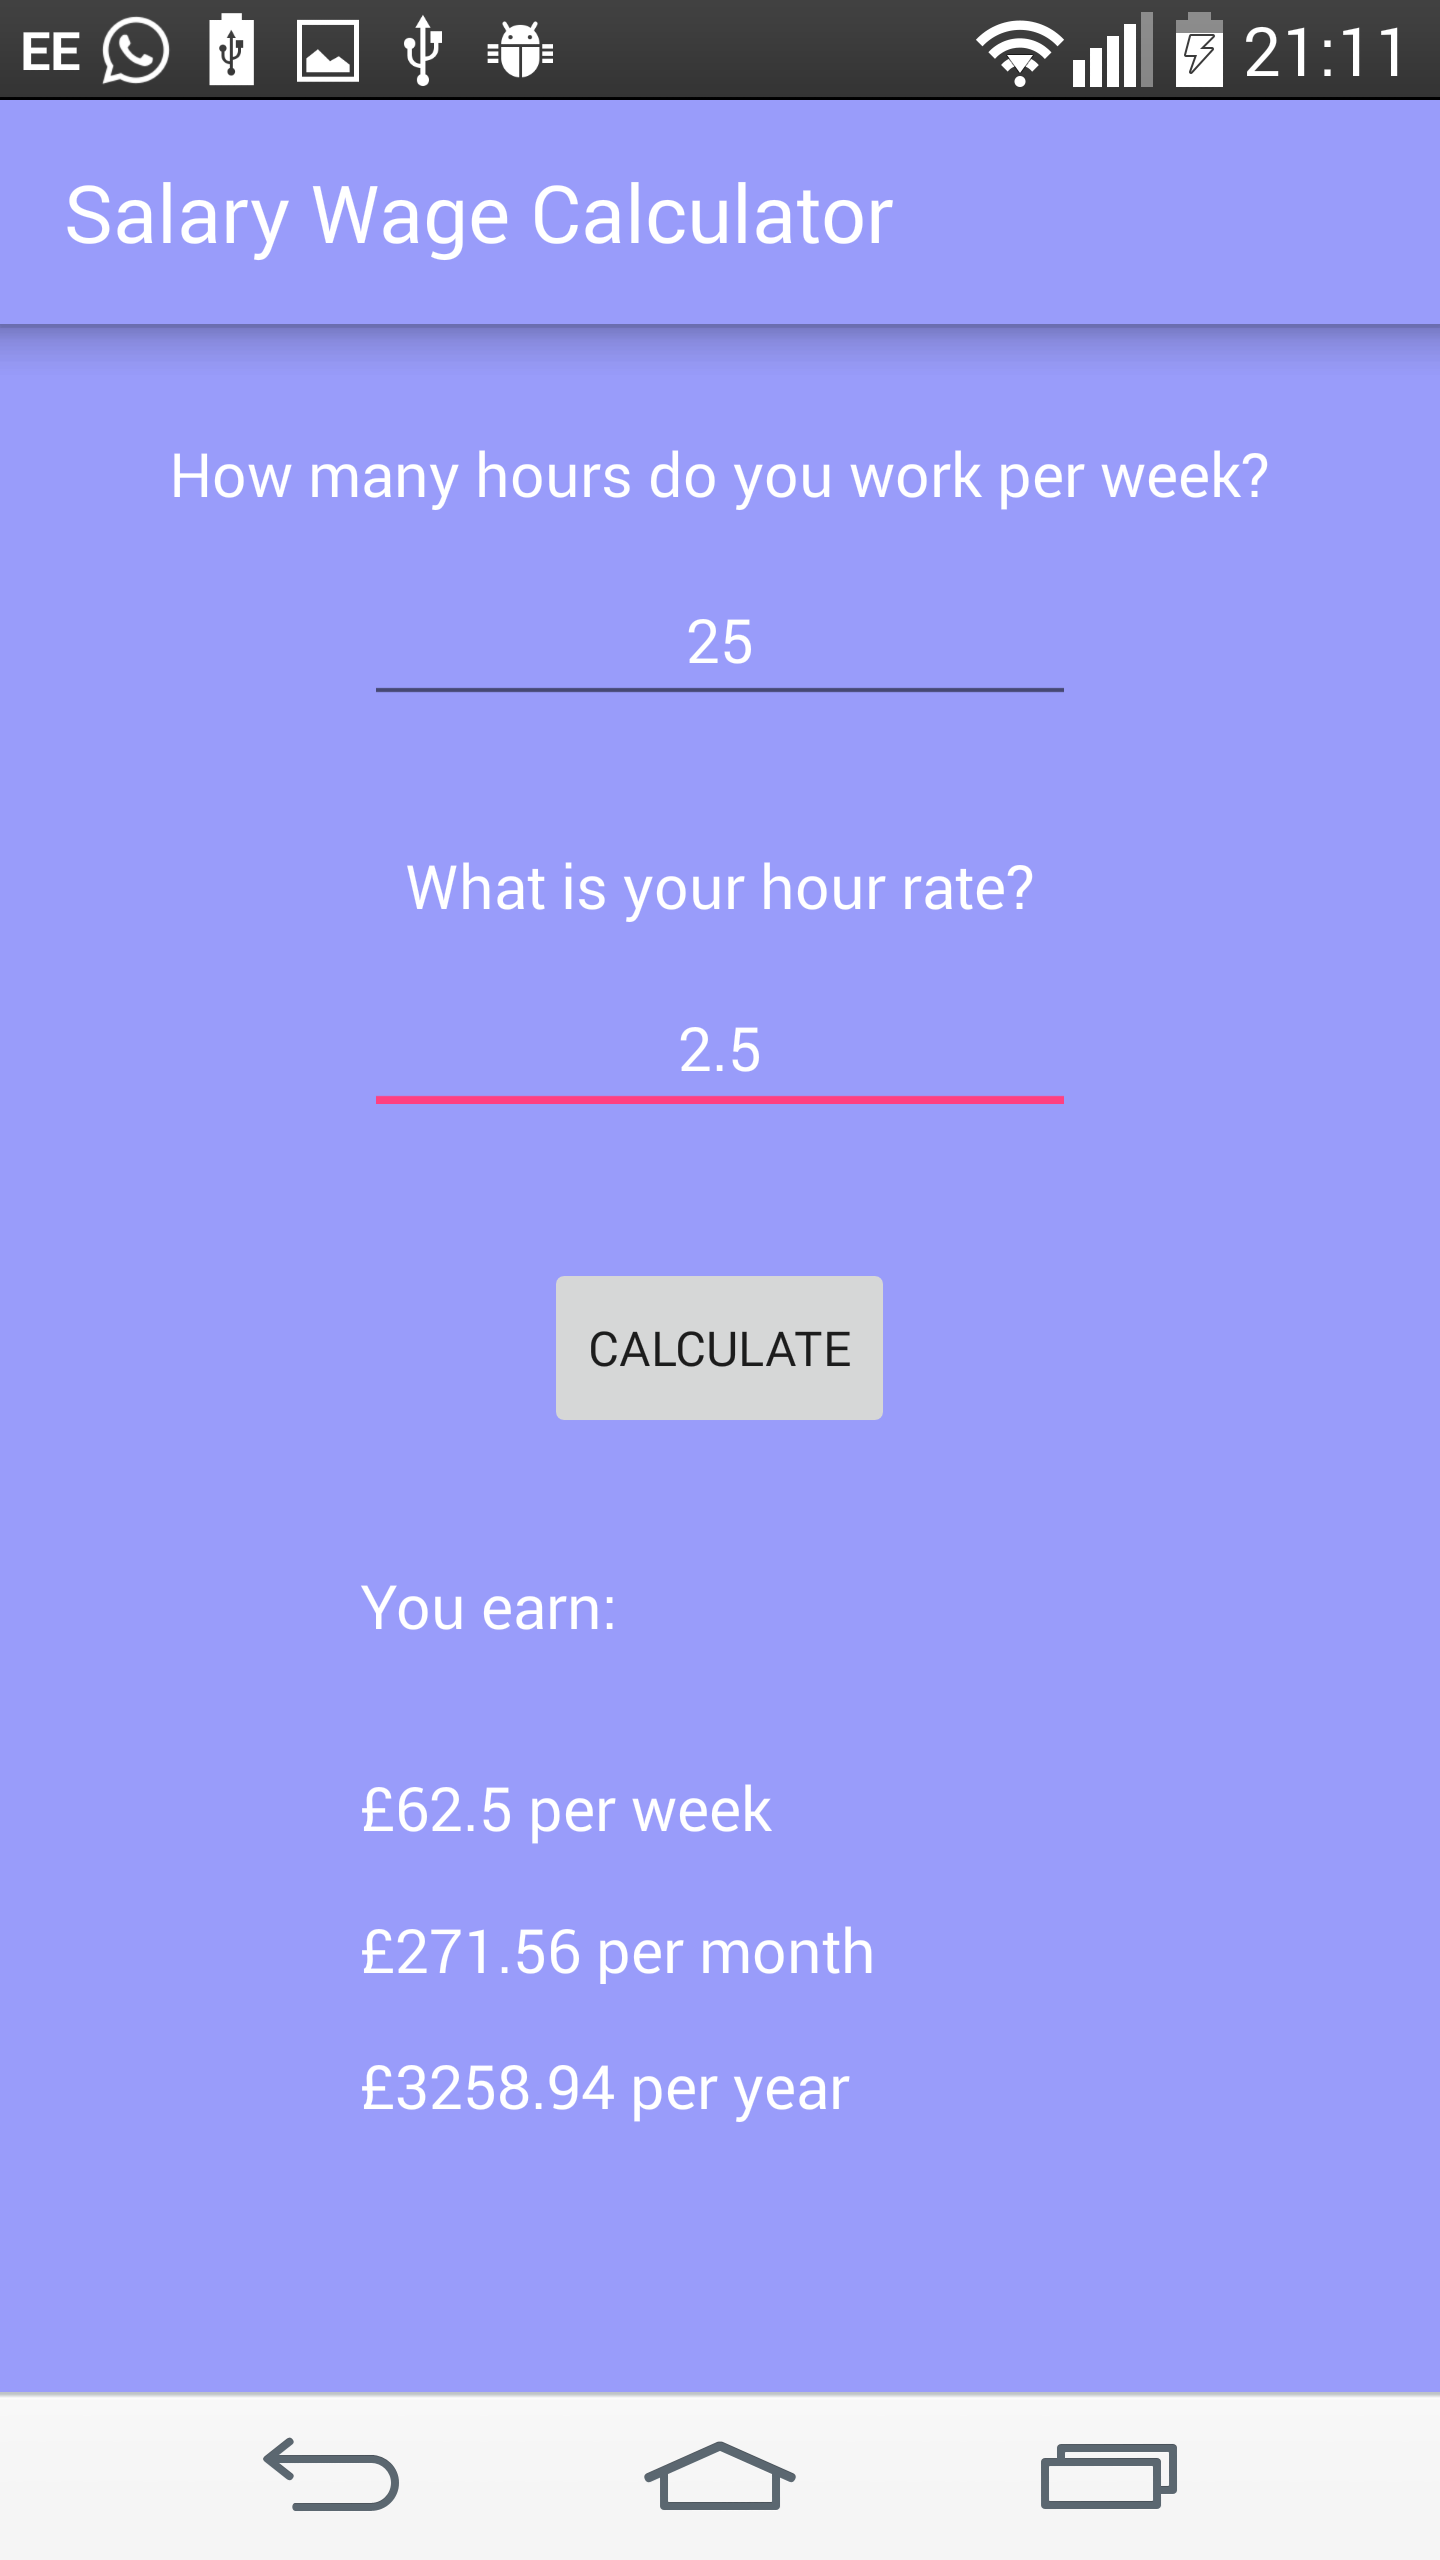 EE 21:11
Salary Wage Calculator
How many hours do you work per week?
25
What is your hour rate?
2.5
CALCULATE
You earn:
£62.5 per week
£271.56 per month
£3258.94 per year